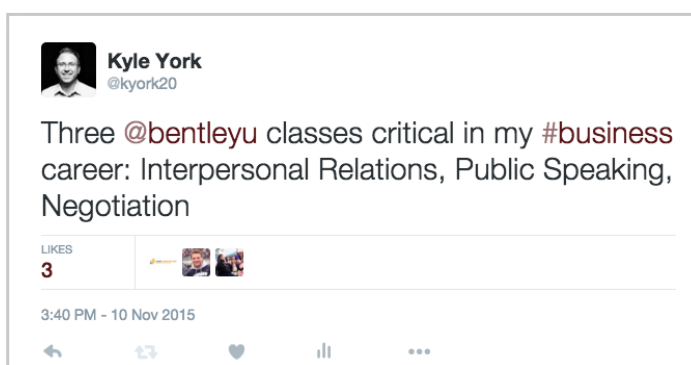 Kyle York
@kyork20
Three @bentleyu classes critical in my #business
career: Interpersonal Relations, Public Speaking,
Negotiation
LIKES
3
3:40 PM - 10 Nov 2015